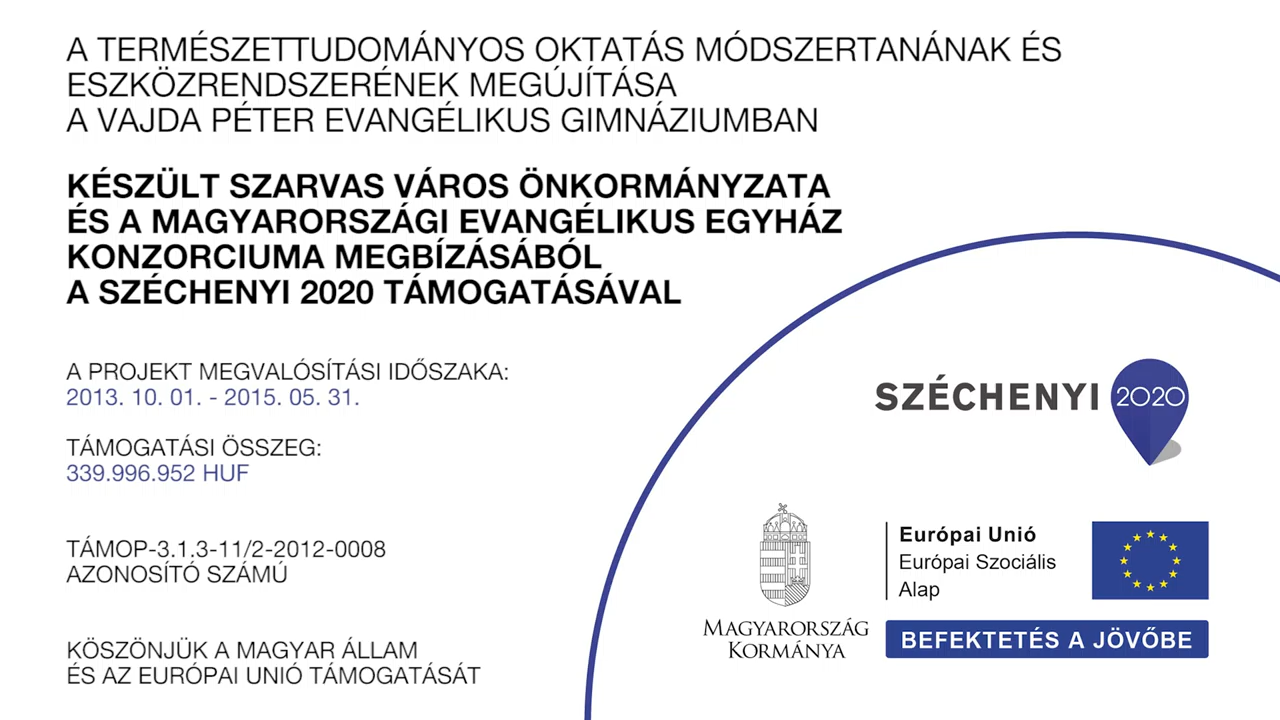 A TERMÉSZETTUDOMÁNYOS OKTATÁS MÓDSZERTANÁNAK ÉS
ESZKÖZRENDSZERÉNEK MEGÚJÍTÁSA
A VAJDA PÉTER EVANGÉLIKUS GIMNÁZIUMBAN
KÉSZÜLT SZARVAS VÁROS ÖNKORMÁNYZATA
ÉS A MAGYARORSZÁGI EVANGÉLIKUS EGYHÁZ
KONZORCIUMA MEGBÍZÁSÁBÓL
A SZÉCHENYI 2020 TÁMOGATÁSÁVAL
A PROJEKT MEGVALÓSÍTÁSI IDŐSZAKA:
2013. 10. 01. - 2015. 05. 31.
TÁMOGATÁSI ÖSSZEG:
339.996.952 HUF
TÁMOP-3.1.3-11/2-2012-0008
AZONOSÍTÓ SZÁMÚ
KÖSZÖNJÜK A MAGYAR ÁLLAM
ÉS AZ EURÓPAI UNIÓ TÁMOGATÁSÁT
SZÉCHENYI 2020
MAGYARORSZÁG
KORMÁNYA
Európai Unió
Európai Szociális
Alap
BEFEKTETÉS A JÖVŐBE